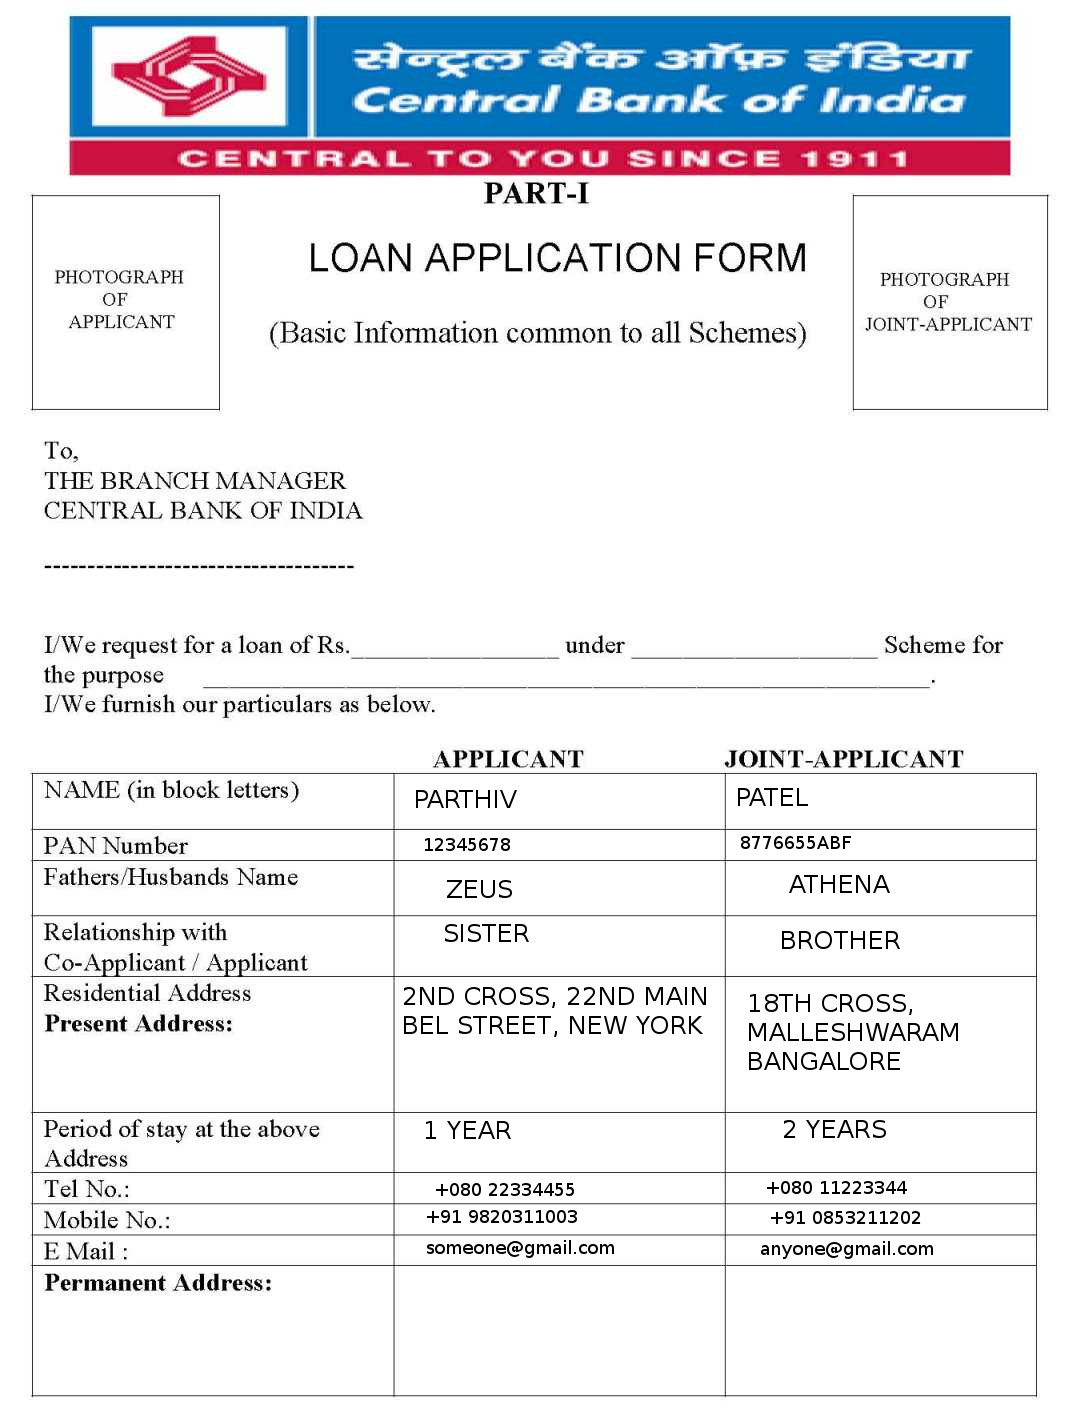 सेन्ट्रल बैंक ऑफ़ इंडिया
Central Bank of India
CENTRAL TO YOU SINCE 1911
PART-I
PHOTOGRAPH
OF
APPLICANT
LOAN APPLICATION FORM
(Basic Information common to all Schemes)
PHOTOGRAPH
OF
JOINT-APPLICANT
To,
THE BRANCH MANAGER
CENTRAL BANK OF INDIA
------------------------------------
I/We request for a loan of Rs.________________ under ___________________ Scheme for
the purpose ________________________________________________________.
I/We furnish our particulars as below.
APPLICANT JOINT-APPLICANT
NAME (in block letters) PARTHIV PATEL
PAN Number 12345678 8776655ABF
Fathers/Husbands Name ZEUS ATHENA
Relationship with SISTER BROTHER
Co-Applicant / Applicant
Residential Address 2ND CROSS, 22ND MAIN 18TH CROSS,
Present Address: BEL STREET, NEW YORK MALLESHWARAM
BANGALORE
Period of stay at the above 1 YEAR 2 YEARS
Address
Tel No.: +080 22334455 +080 11223344
Mobile No.: +91 9820311003 +91 0853211202
E Mail : someone@gmail.com anyone@gmail.com
Permanent Address: